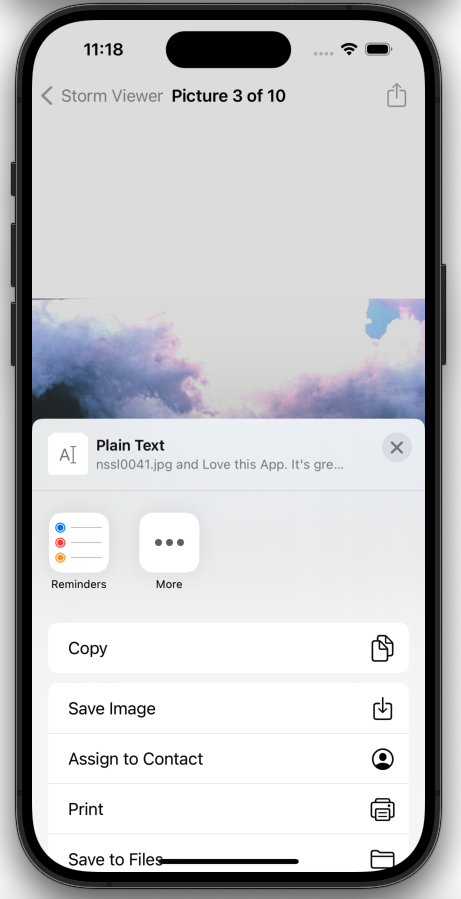 11:18
Storm Viewer Picture 3 of 10
AI
Plain Text
nssl0041.jpg and Love this App. It's gre...
Reminders
More
Copy
Save Image
Assign to Contact
Print
Save to Files